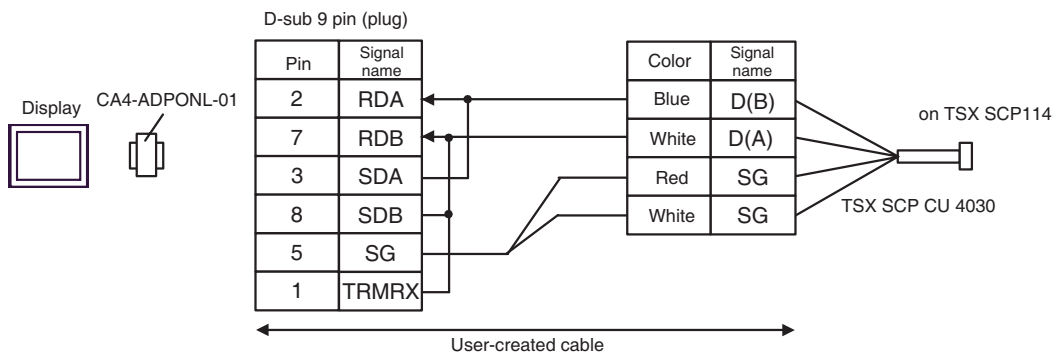 D-sub 9 pin (plug)
Display
CA4-ADPONL-01
Pin Signal name
2 RDA
7 RDB
3 SDA
8 SDB
5 SG
1 TRMRX
Color Signal name
Blue D(B)
White D(A)
Red SG
White SG
on TSX SCP114
TSX SCP CU 4030
User-created cable